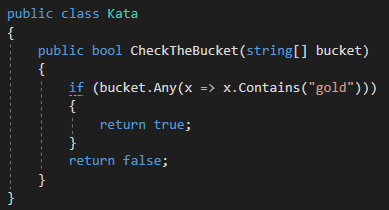 public class Kata
{
    public bool CheckTheBucket(string[] bucket)
    {
        if (bucket.Any(x => x.Contains("gold")))
        {
            return true;
        }
        return false;
    }
}